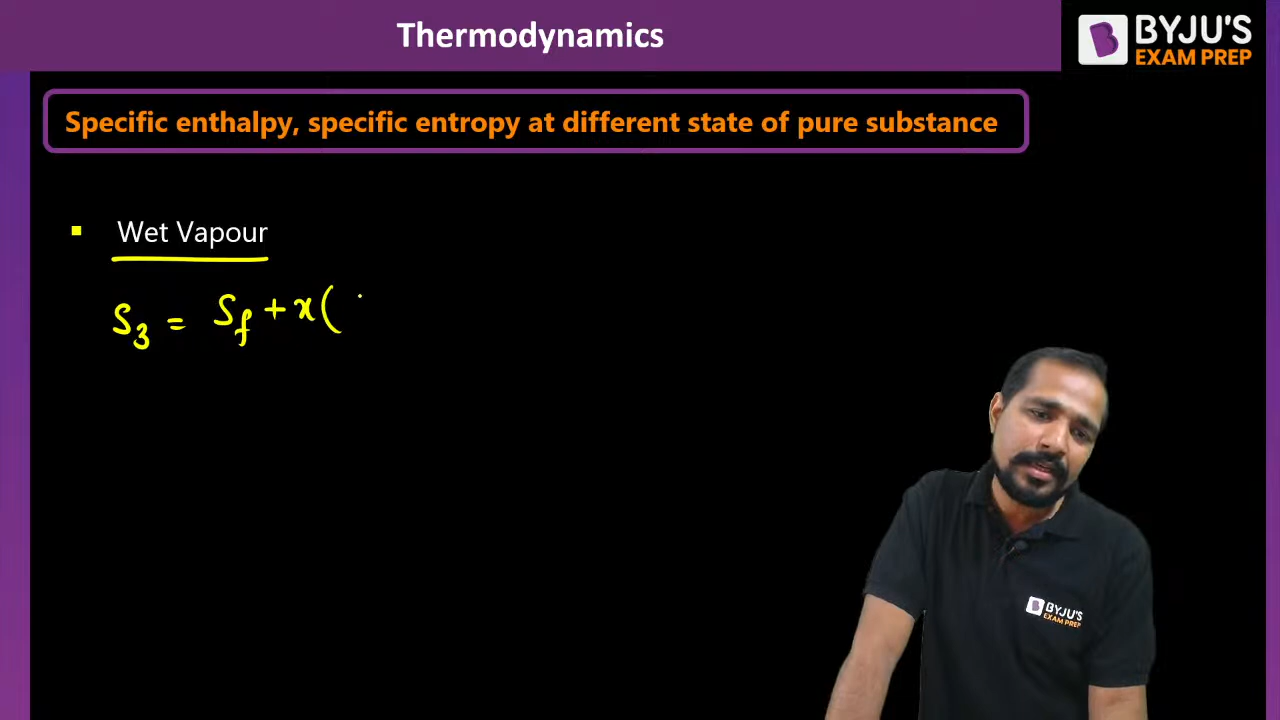 Thermodynamics
BYJU'S
EXAM PREP
Specific enthalpy, specific entropy at different state of pure substance
Wet Vapour
S₃ = S_f + x(
BYJU'S
EXAM PREP